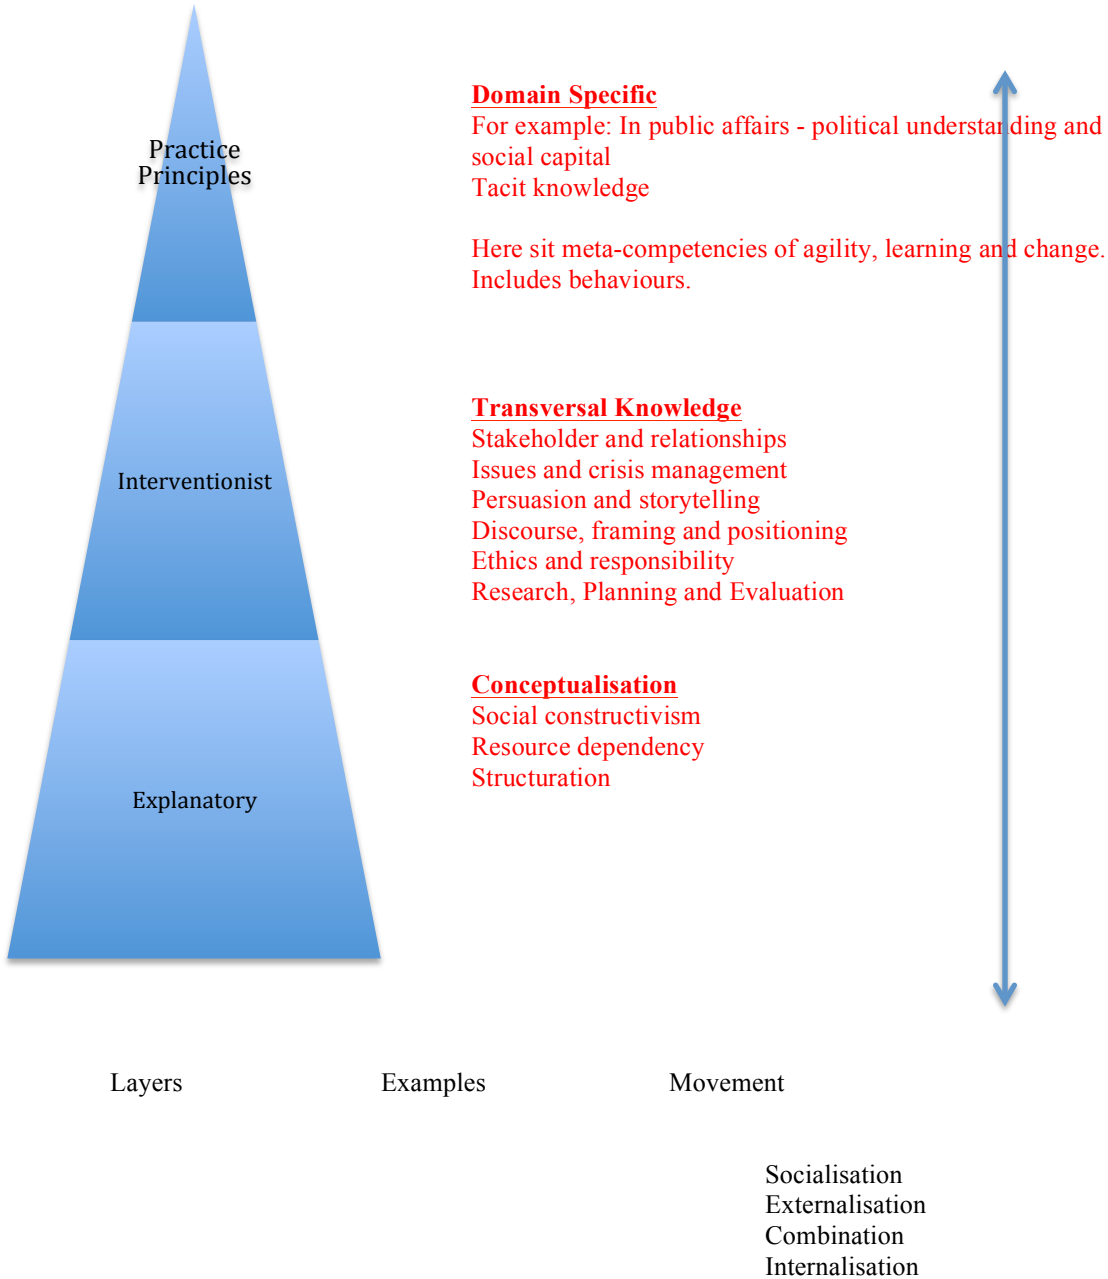 Practice
Principles
Domain Specific
For example: In public affairs - political understanding and
social capital
Tacit knowledge
Here sit meta-competencies of agility, learning and change.
Includes behaviours.
Interventionist
Transversal Knowledge
Stakeholder and relationships
Issues and crisis management
Persuasion and storytelling
Discourse, framing and positioning
Ethics and responsibility
Research, Planning and Evaluation
Explanatory
Conceptualisation
Social constructivism
Resource dependency
Structuration
Layers
Examples
Movement
Socialisation
Externalisation
Combination
Internalisation